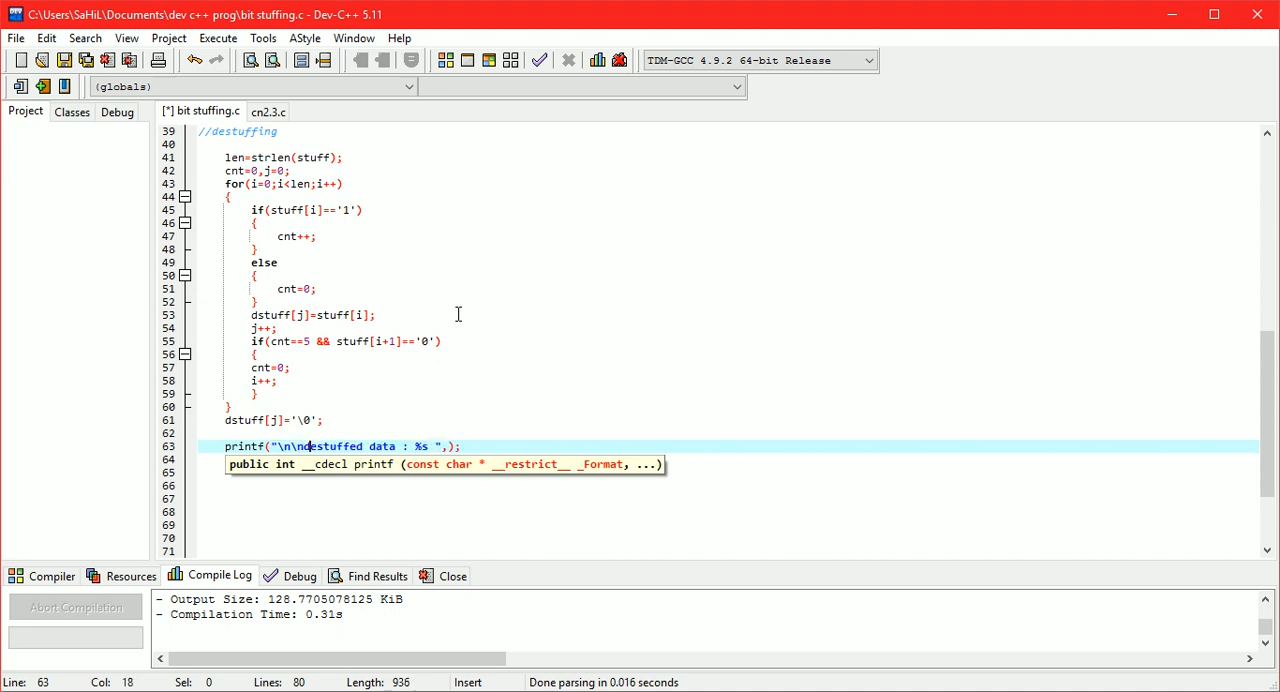 C:\Users\SaHiL\Documents\dev c++ prog\bit stuffing.c - Dev-C++ 5.11
File Edit Search View Project Execute Tools AStyle Window Help
TDM-GCC 4.9.2 64-bit Release
(globals)
Project Classes Debug [*] bit stuffing.c cn2.3.c
39 //destuffing
40
41 len=strlen(stuff);
42 cnt=0,j=0;
43 for(i=0;i<len;i++)
44 {
45 if(stuff[i]=='1')
46 {
47 cnt++;
48 }
49 else
50 {
51 cnt=0;
52 }
53 dstuff[j]=stuff[i];
54 j++;
55 if(cnt==5 && stuff[i+1]=='0')
56 {
57 cnt=0;
58 i++;
59 }
60 }
61 dstuff[j]='\0';
62
63 printf("\n\ndestuffed data : %s ",);
64 public int __cdecl printf (const char * __restrict__ _Format, ...)
65
66
67
68
69
70
71
Compiler Resources Compile Log Debug Find Results Close
Abort Compilation
- Output Size: 128.7705078125 KiB
- Compilation Time: 0.31s
Line: 63 Col: 18 Sel: 0 Lines: 80 Length: 936 Insert Done parsing in 0.016 seconds